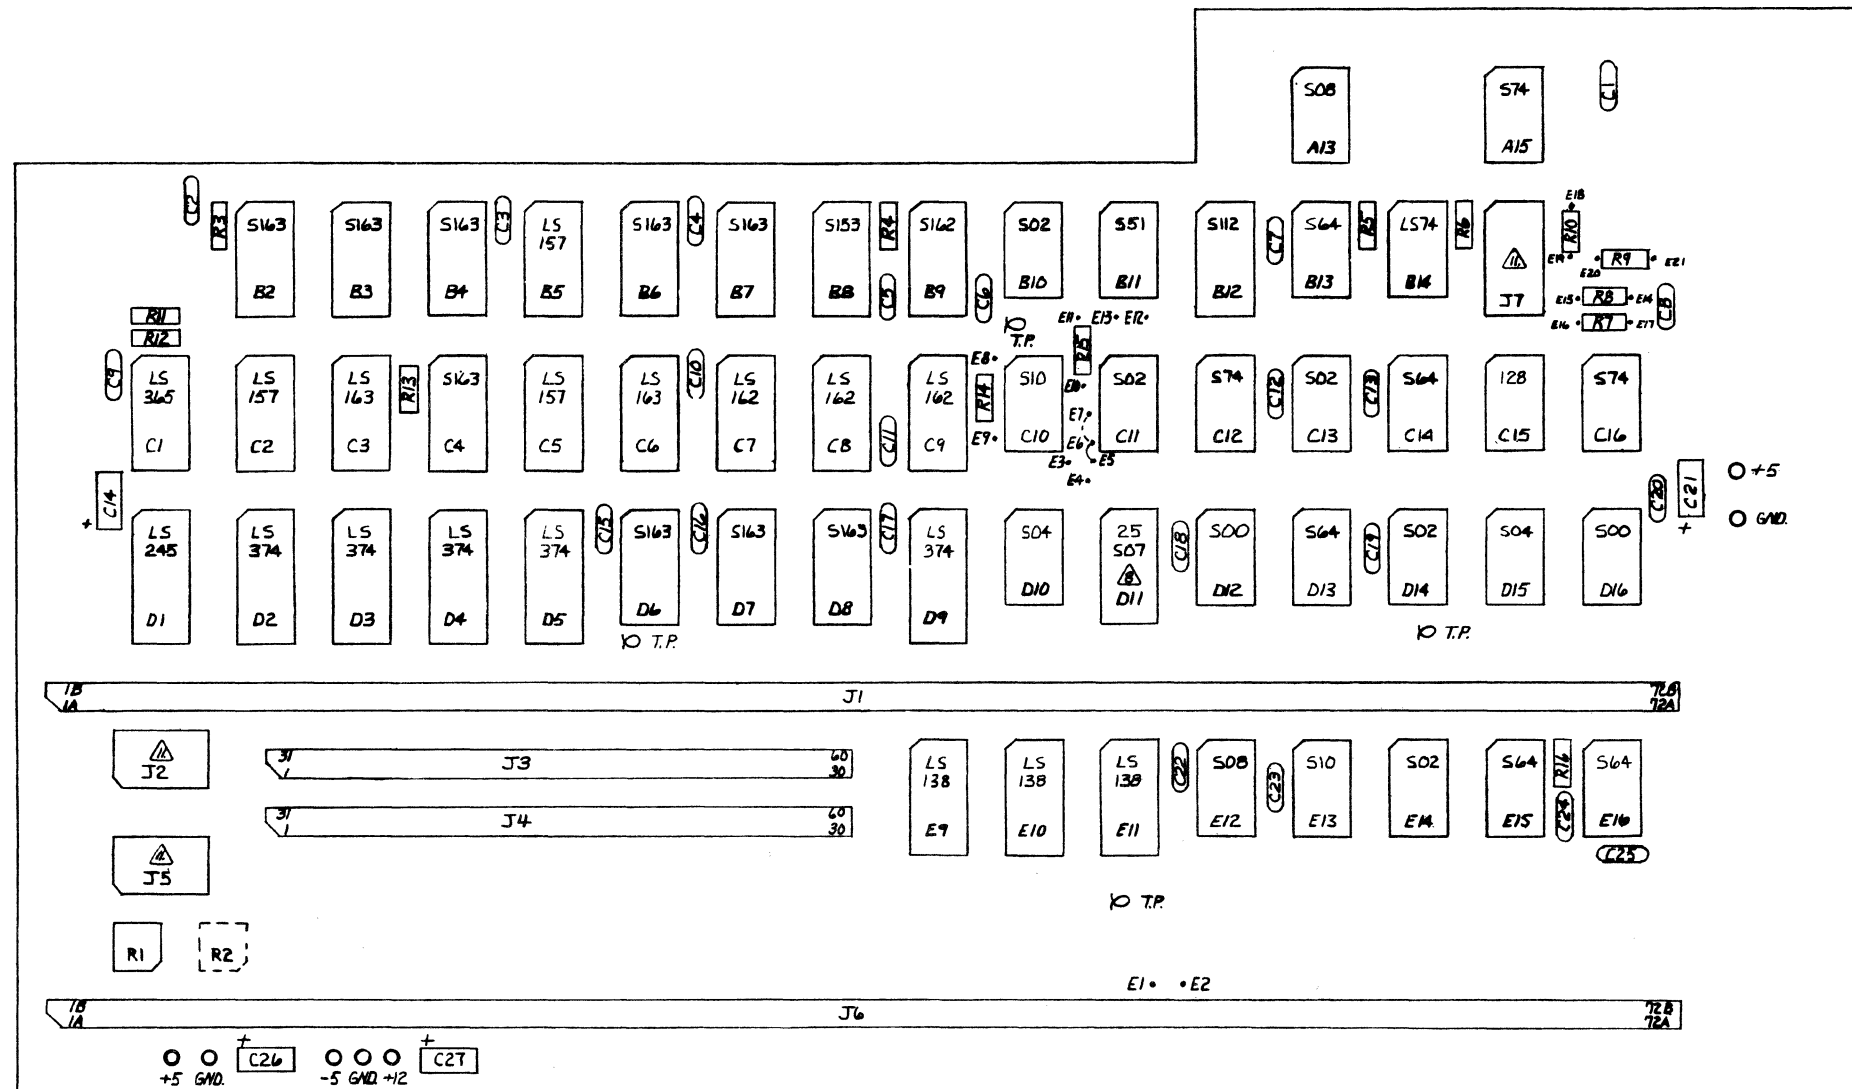 S08 S74 C1
A13 A15
C2 R3 C3 C4 R4 R5 R6 E18
S163 S163 S163 LS S163 S163 S153 S162 S02 S51 S112 C7 S64 LS74 R10
157
11 E19 E20 R9 E21
B2 B3 B4 B5 B6 B7 B8 C5 B9 C6 B10 B11 B12 B13 B14 J7 E15 R8 E14 C8
R11 E11 E13 E12 E16 R7 E17
R12 T.P. R15
C9 C10 E8
LS LS LS R13 S163 LS LS LS LS LS R14 S10 E10 S02 S74 C12 S02 C13 S64 128 S74
365 157 163 157 163 162 162 162
E7
C1 C2 C3 C4 C5 C6 C7 C8 C11 C9 E9 C10 E6 C11 C12 C13 C14 C15 C16
E3 E5
E4
+ C14 C20 C21 + +5
GND.
LS LS LS LS LS C15 S163 C16 S163 S163 C17 LS S04 25 C18 S00 S64 C19 S02 S04 S00
245 374 374 374 374 374 S07
8
D1 D2 D3 D4 D5 D6 D7 D8 D9 D10 D11 D12 D13 D14 D15 D16
T.P. T.P.
1B J1 72B
1A 72A
11 31 J3 60
J2 1 30
LS LS LS C22 S08 C23 S10 S02 S64 R16 S64
138 138 138
31 J4 60
1 30
E9 E10 E11 E12 E13 E14 E15 C24 E16
C25
11
J5
T.P.
R1 R2
E1 E2
1B J6 72B
1A 72A
+ C26 + C27
+5 GND. -5 GND. +12